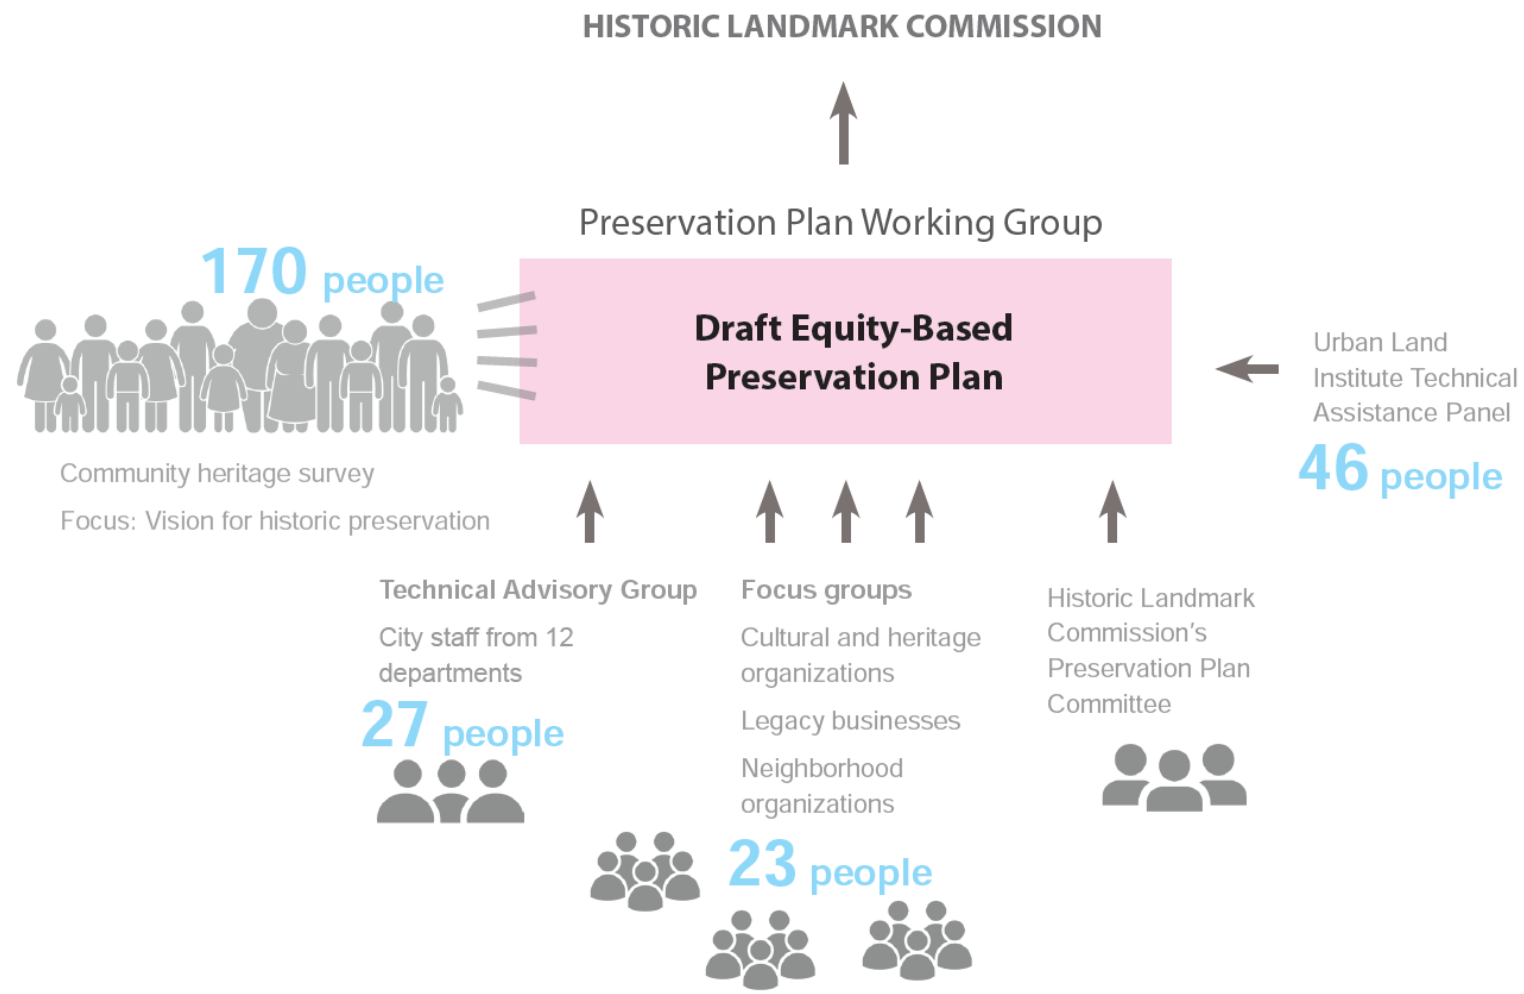 HISTORIC LANDMARK COMMISSION
Preservation Plan Working Group
170 people
Draft Equity-Based
Preservation Plan
Community heritage survey
Focus: Vision for historic preservation
Urban Land
Institute Technical
Assistance Panel
46 people
Technical Advisory Group
City staff from 12
departments
27 people
Focus groups
Cultural and heritage
organizations
Legacy businesses
Neighborhood
organizations
23 people
Historic Landmark
Commission’s
Preservation Plan
Committee